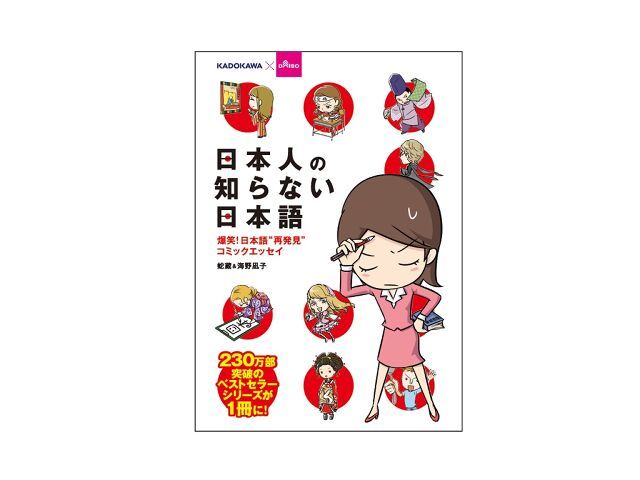 KADOKAWA × DAISO
日本人の
知らない
日本語
爆笑!日本語"再発見"
コミックエッセイ
蛇蔵&海野凪子
230万部
突破の
ベストセラー
シリーズが
1冊に!